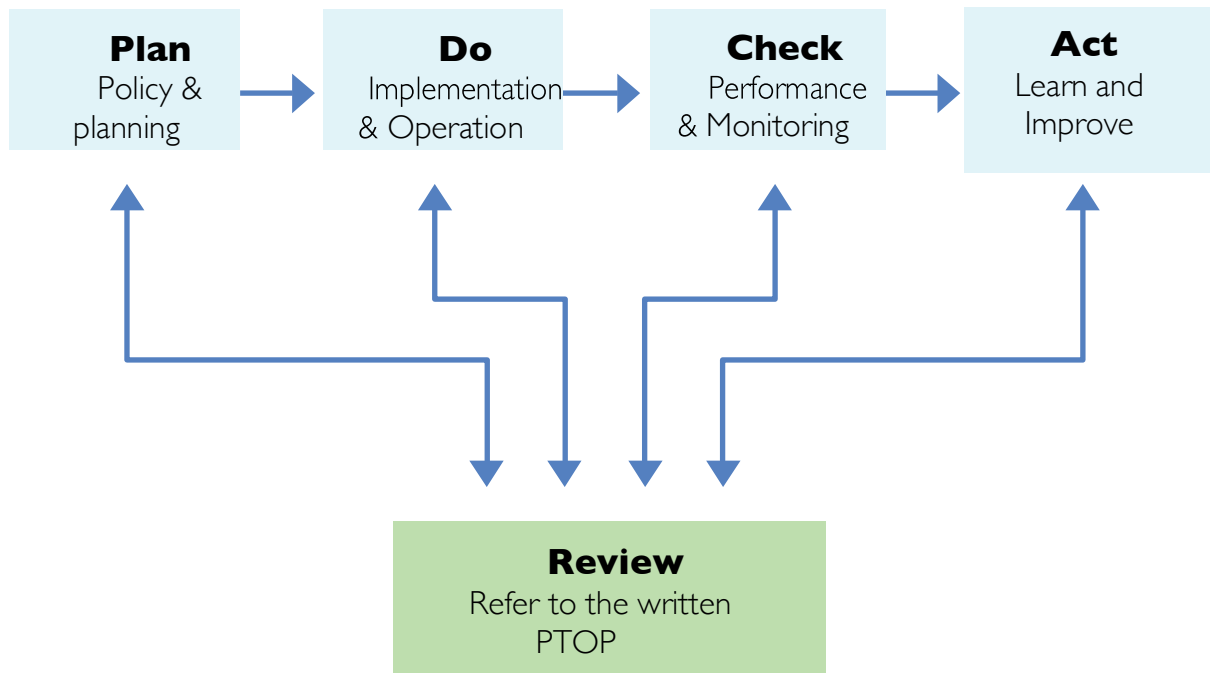 Plan
Policy &
planning
Do
Implementation
& Operation
Check
Performance
& Monitoring
Act
Learn and
Improve
Review
Refer to the written
PTOP